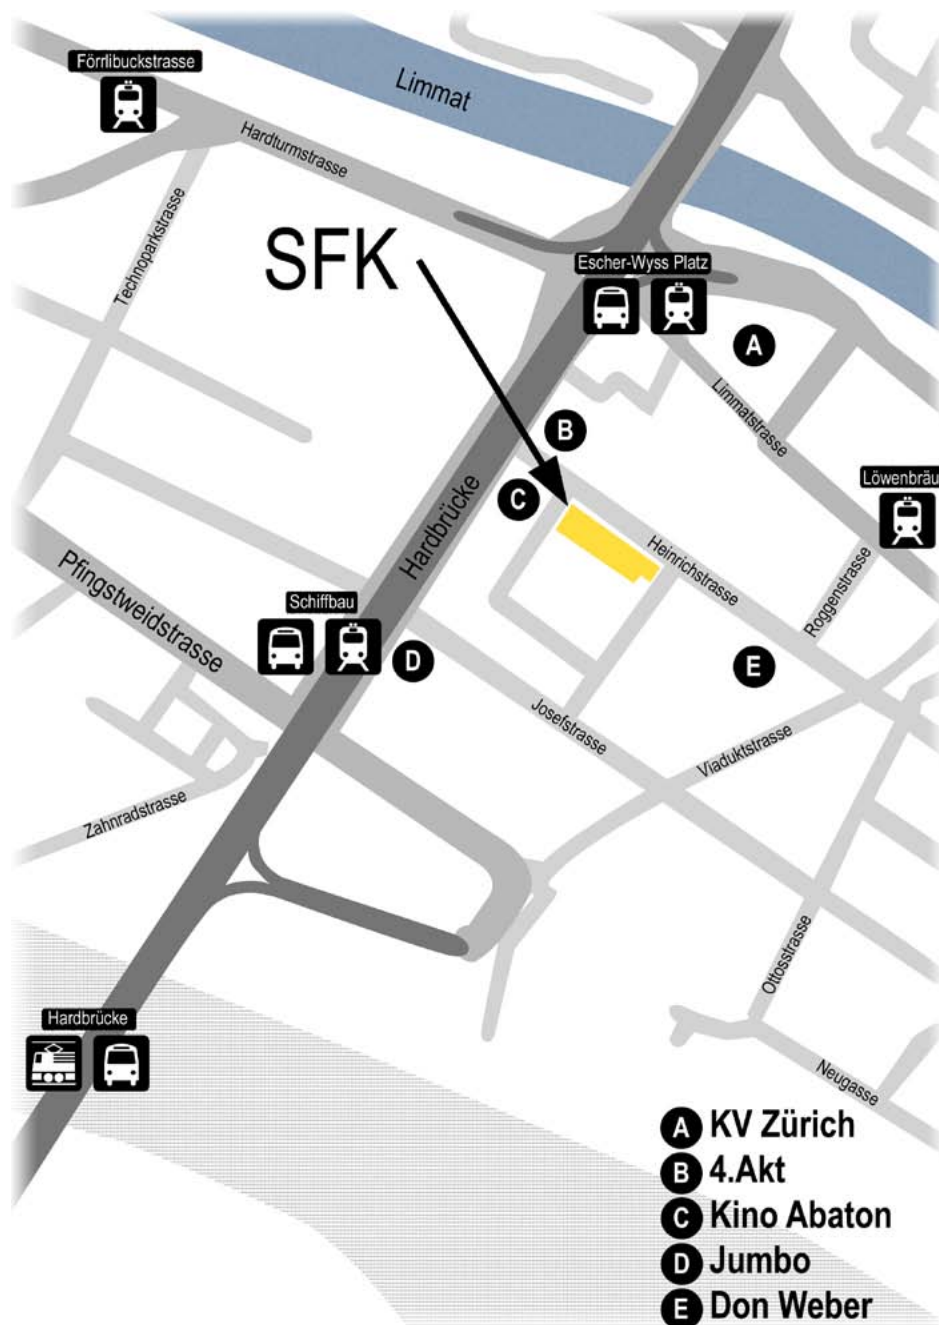 Förrlibuckstrasse
Limmat
Hardturmstrasse
Technoparkstrasse
SFK
Escher-Wyss Platz
A
Limmatstrasse
B
Löwenbräu
C
Hardbrücke
Heinrichstrasse
Roggenstrasse
Pfingstweidstrasse
Schiffbau
D
E
Josefstrasse
Viaduktstrasse
Zahnradstrasse
Ottosstrasse
Hardbrücke
Neugasse
A KV Zürich
B 4.Akt
C Kino Abaton
D Jumbo
E Don Weber